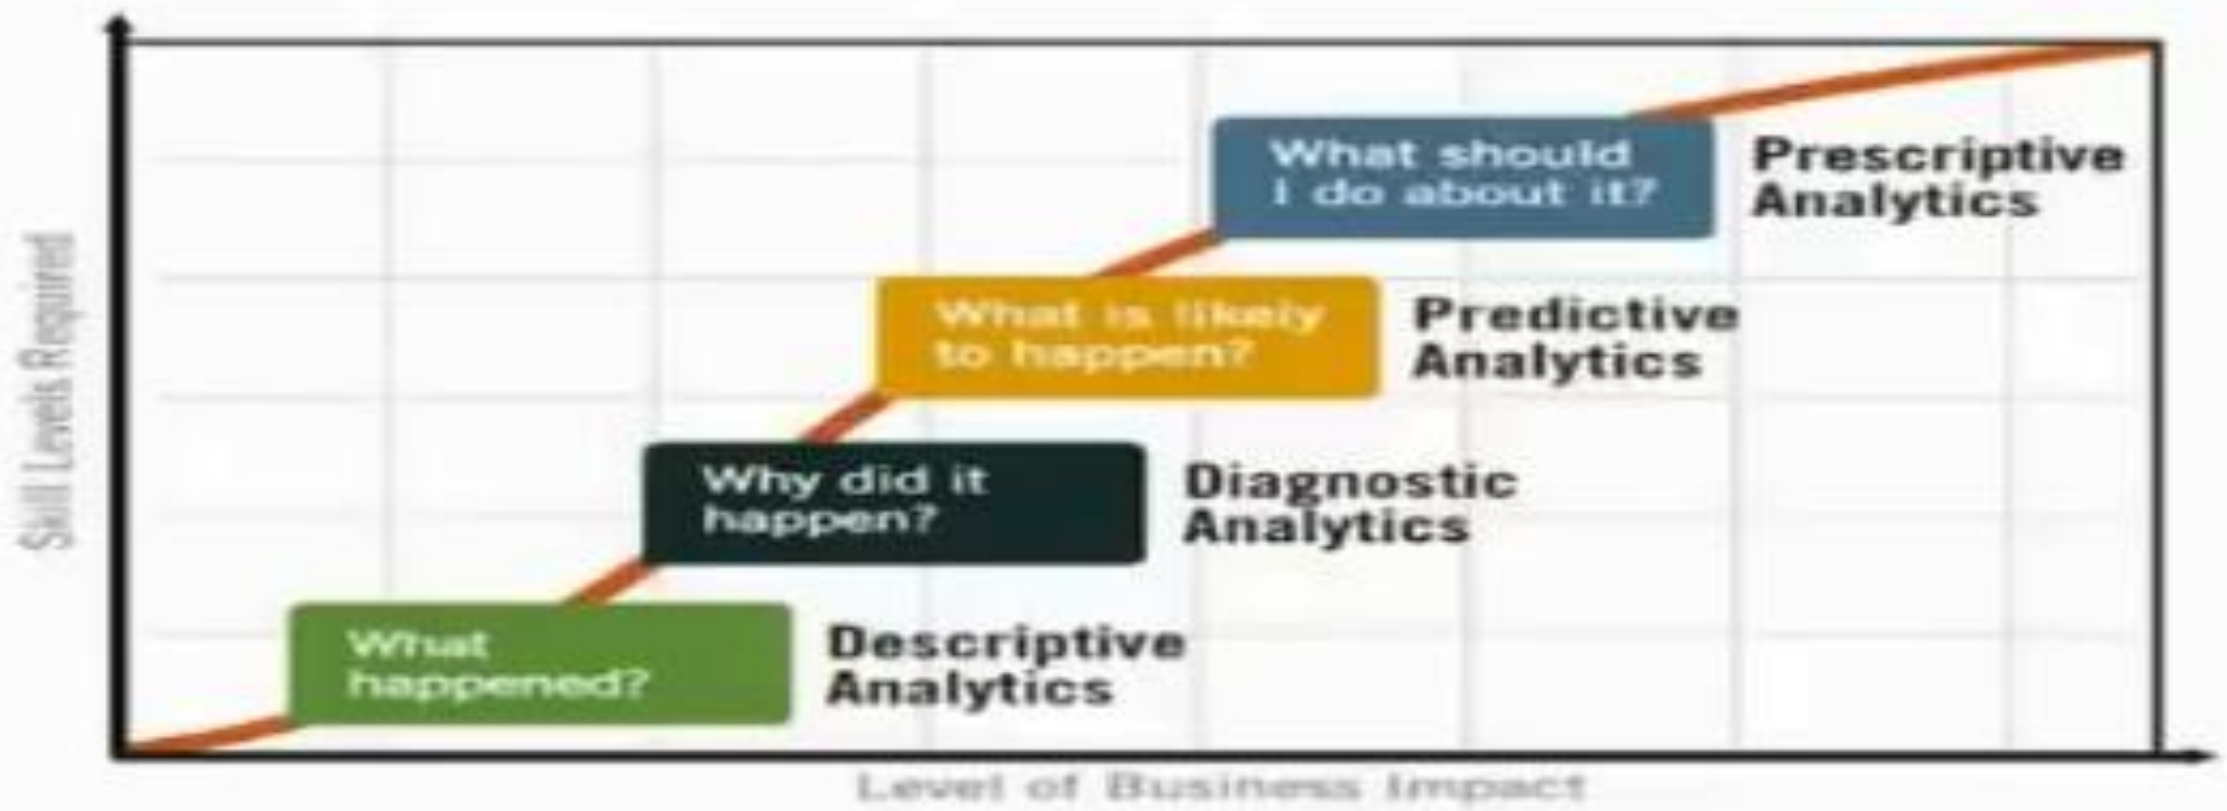 What should
I do about it?
Prescriptive
Analytics
What is likely
to happen?
Predictive
Analytics
Why did it
happen?
Diagnostic
Analytics
What
happened?
Descriptive
Analytics
Skill Levels Required
Level of Business Impact